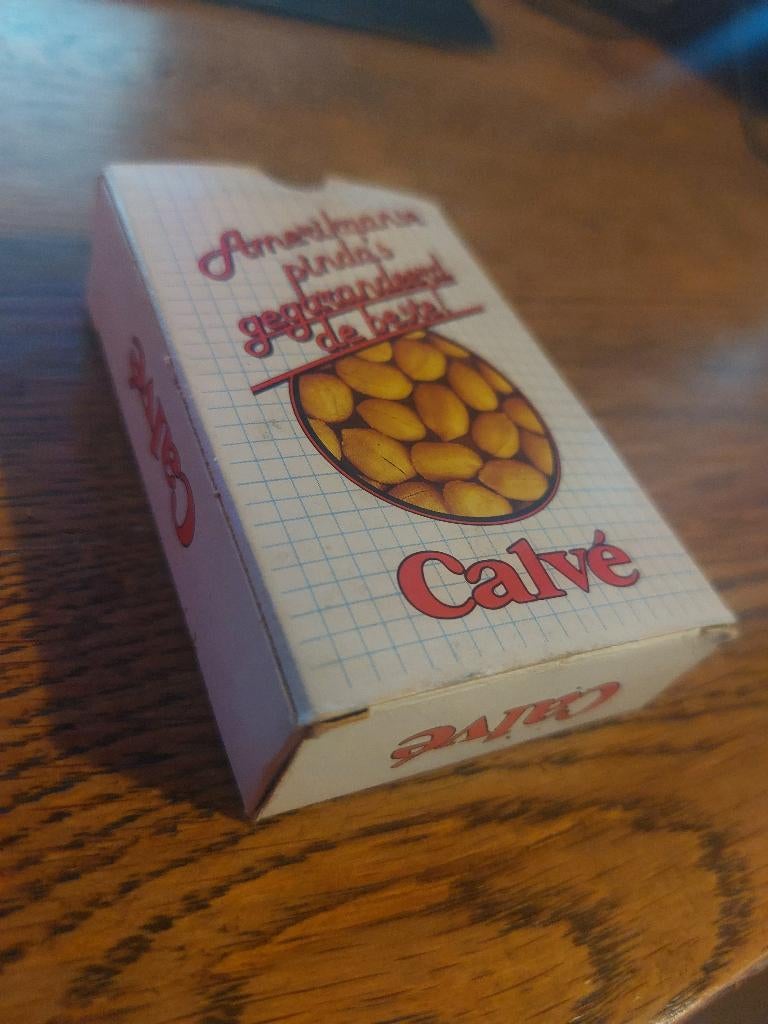 Amerikaanse
pinda's
gegarandeerd
de beste!
Calvé
Calvé
Calvé